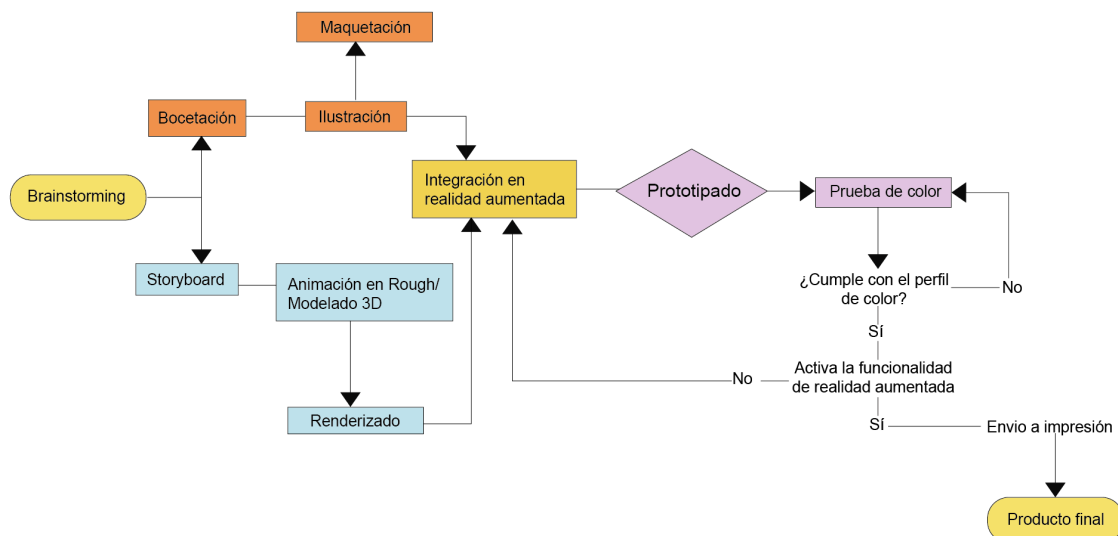 Maquetación
Bocetación
Ilustración
Brainstorming
Integración en
realidad aumentada
Prototipado
Prueba de color
Storyboard
Animación en Rough/
Modelado 3D
¿Cumple con el perfil
de color?
No
Sí
Activa la funcionalidad
de realidad aumentada
No
Renderizado
Sí
Envio a impresión
Producto final